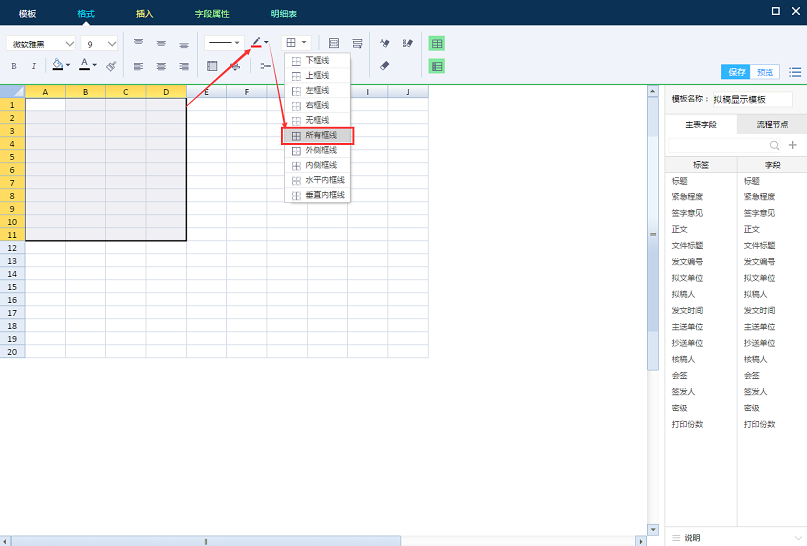 模板 格式 插入 字段属性 明细表
微软雅黑 9
B I A
保存 预览
下框线
上框线
左框线
右框线
无框线
所有框线
外侧框线
内侧框线
水平内框线
垂直内框线
A B C D E F I J
1
2
3
4
5
6
7
8
9
10
11
12
13
14
15
16
17
18
19
20
模板名称： 拟稿显示模板
主表字段 流程节点
标签 字段
标题 标题
紧急程度 紧急程度
签字意见 签字意见
正文 正文
文件标题 文件标题
发文编号 发文编号
拟文单位 拟文单位
拟稿人 拟稿人
发文时间 发文时间
主送单位 主送单位
抄送单位 抄送单位
核稿人 核稿人
会签 会签
签发人 签发人
密级 密级
打印份数 打印份数
说明